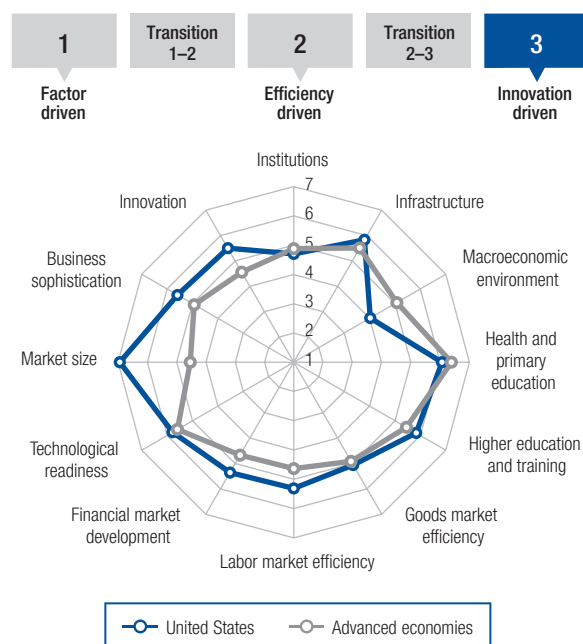 1
Transition
1–2
2
Transition
2–3
3
Factor
driven
Efficiency
driven
Innovation
driven
Institutions
7
Innovation
Infrastructure
6
Business
sophistication
5
Macroeconomic
environment
4
3
2
Market size
1
Health and
primary
education
Technological
readiness
Higher education
and training
Financial market
development
Goods market
efficiency
Labor market efficiency
United States
Advanced economies